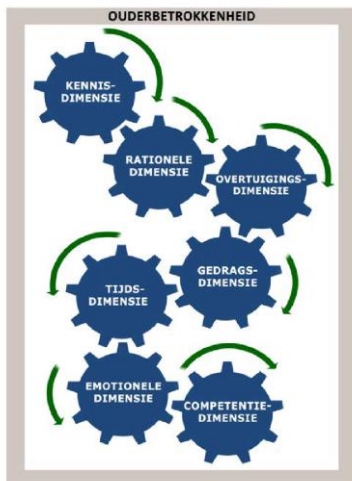 OUDERBETROKKENHEID
KENNIS-
DIMENSIE
RATIONELE
DIMENSIE
OVERTUIGINGS-
DIMENSIE
GEDRAGS-
DIMENSIE
TIJDS-
DIMENSIE
EMOTIONELE
DIMENSIE
COMPETENTIE-
DIMENSIE